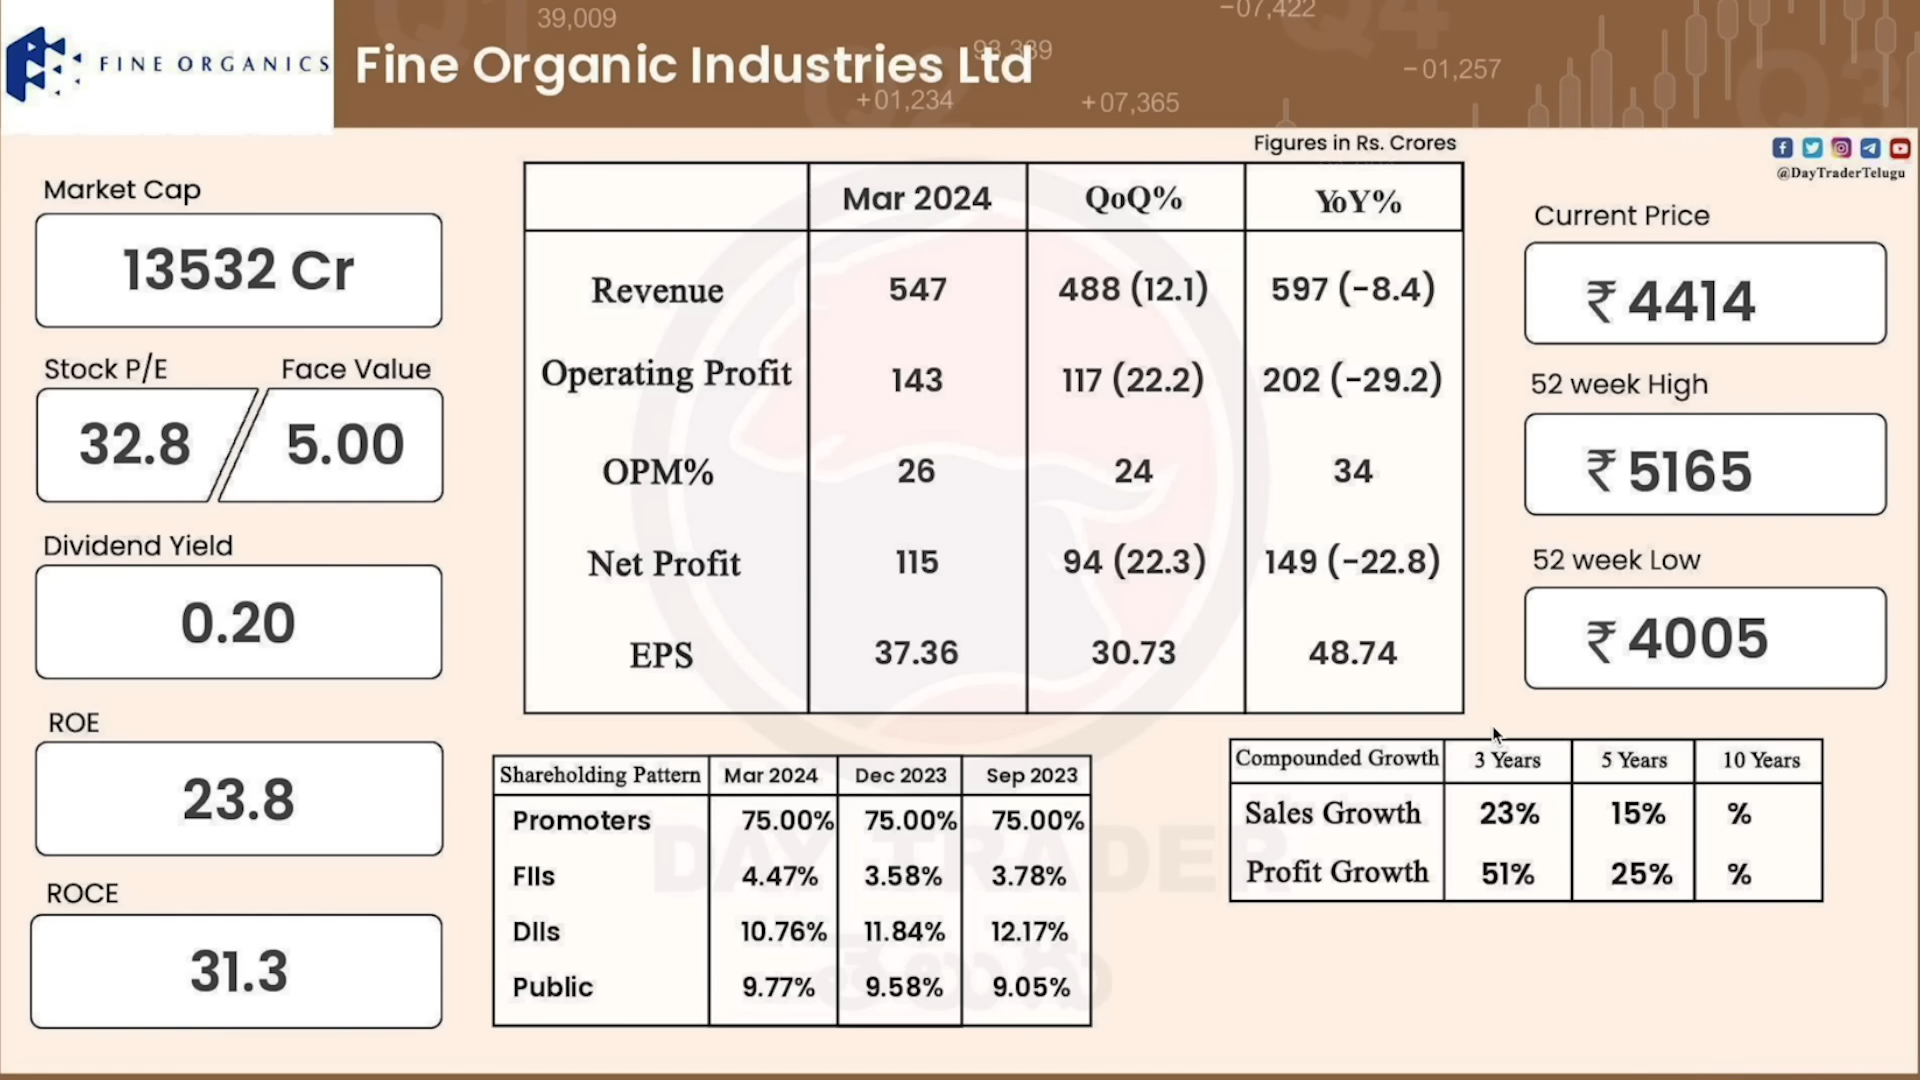 39,009
-07,422
FINE ORGANICS
Fine Organic Industries Ltd
93,339
-01,257
+01,234
+07,365
Figures in Rs. Crores
@DayTraderTelugu
Market Cap
13532 Cr
Stock P/E Face Value
32.8 5.00
Dividend Yield
0.20
ROE
23.8
ROCE
31.3
Mar 2024 QoQ% YoY%
Revenue 547 488 (12.1) 597 (-8.4)
Operating Profit 143 117 (22.2) 202 (-29.2)
OPM% 26 24 34
Net Profit 115 94 (22.3) 149 (-22.8)
EPS 37.36 30.73 48.74
Current Price
₹ 4414
52 week High
₹ 5165
52 week Low
₹ 4005
Shareholding Pattern Mar 2024 Dec 2023 Sep 2023
Promoters 75.00% 75.00% 75.00%
FIIs 4.47% 3.58% 3.78%
DIIs 10.76% 11.84% 12.17%
Public 9.77% 9.58% 9.05%
Compounded Growth 3 Years 5 Years 10 Years
Sales Growth 23% 15% %
Profit Growth 51% 25% %
DAY TRADER
తెలుగు